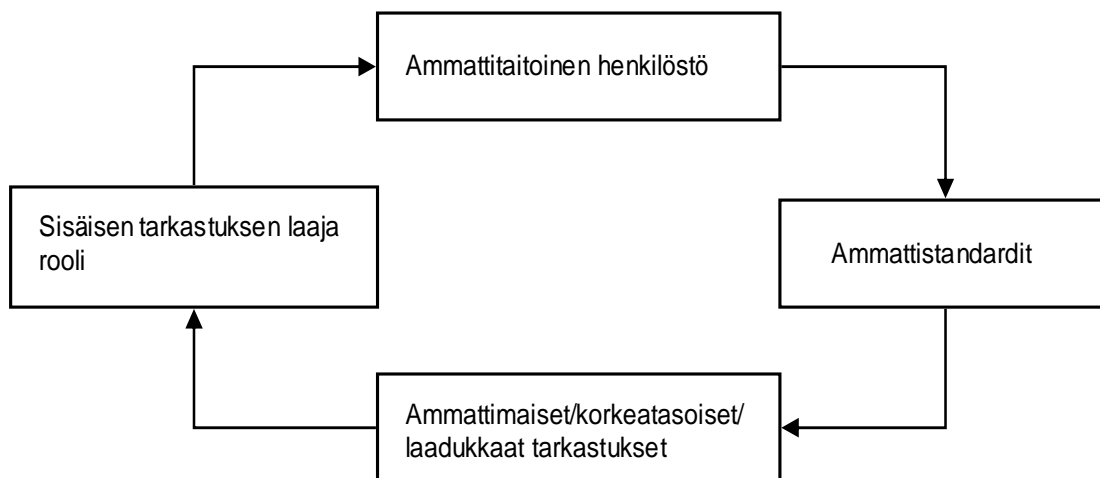 Ammattitaitoinen henkilöstö
Sisäisen tarkastuksen laaja
rooli
Ammattistandardit
Ammattimaiset/korkeatasoiset/
laadukkaat tarkastukset